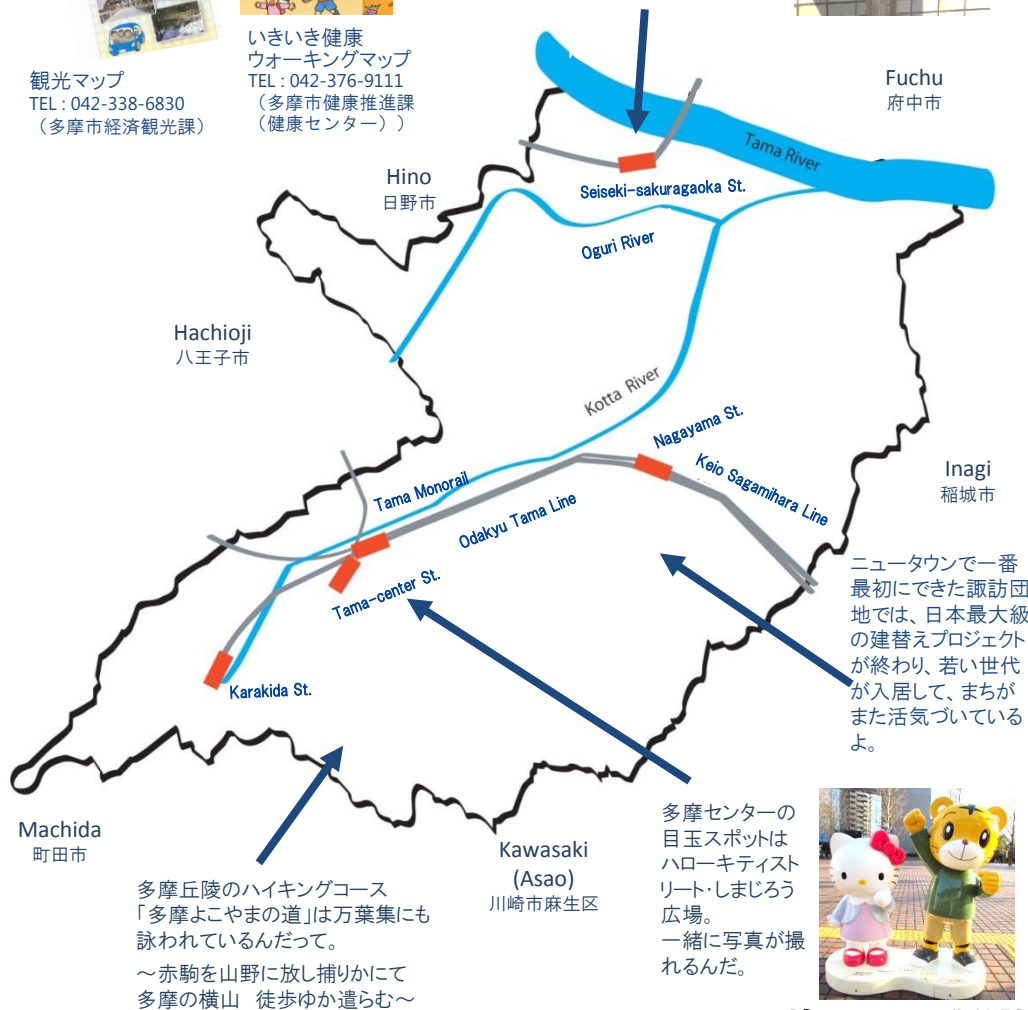 観光マップ
TEL : 042-338-6830
（多摩市経済観光課）
いきいき健康
ウォーキングマップ
TEL : 042-376-9111
（多摩市健康推進課
（健康センター））
Fuchu
府中市
Tama River
Hino
日野市
Seiseki-sakuragaoka St.
Oguri River
Hachioji
八王子市
Kotta River
Nagayama St.
Keio Sagamihara Line
Inagi
稲城市
Tama Monorail
Odakyu Tama Line
Tama-center St.
Karakida St.
ニュータウンで一番
最初にできた諏訪団
地では、日本最大級
の建替えプロジェクト
が終わり、若い世代
が入居して、まちが
また活気づいている
よ。
Machida
町田市
Kawasaki
(Asao)
川崎市麻生区
多摩センターの
目玉スポットは
ハローキティスト
リート・しまじろう
広場。
一緒に写真が撮
れるんだ。
多摩丘陵のハイキングコース
「多摩よこやまの道」は万葉集にも
詠われているんだって。
～赤駒を山野に放し捕りかにて
多摩の横山　徒歩ゆか遣らむ～